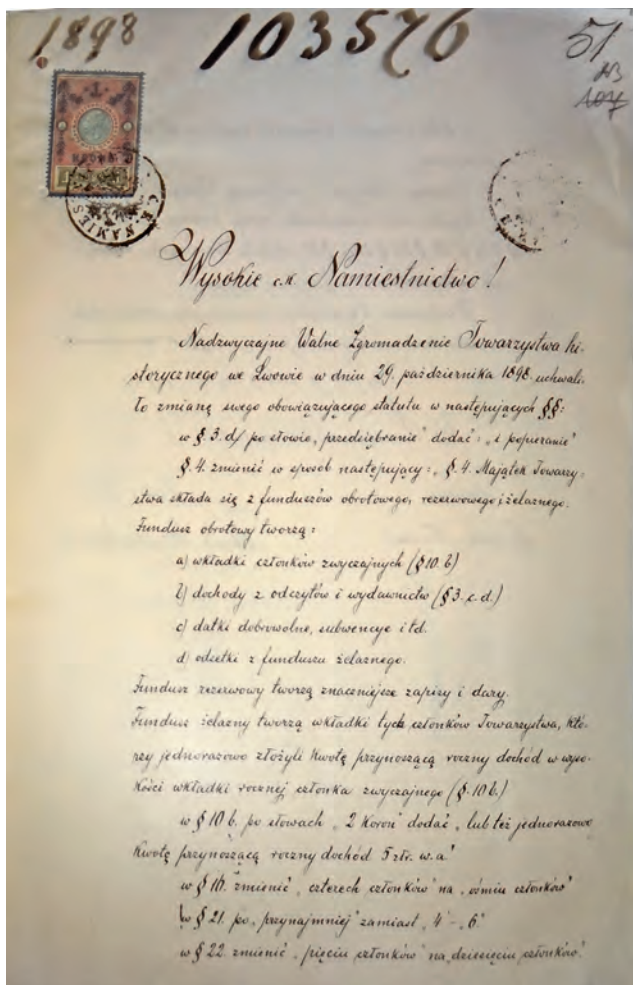 1898 103576 51
107
C. K. NAMIES
Wysokie c.k. Namiestnictwo!
Nadzwyczajne Walne Zgromadzenie Towarzystwa hi-
storycznego we Lwowie w dniu 29. października 1898 uchwali-
ło zmianę swego obowiązującego statutu w następujących §§:
w §. 3. d/ po słowie „przedsiębranie” dodać: „i popieranie”
§. 4. zmienić w sposób następujący: „§. 4. Majątek Towarzy-
stwa składa się z funduszów obrotowego, rezerwowego i żelaznego.
Fundusz obrotowy tworzą:
a) wkładki członków zwyczajnych (§ 10. b)
b) dochody z odczytów i wydawnictw (§ 3. c. d.)
c) datki dobrowolne, subwencye i td.
d) odsetki z funduszu żelaznego.
Fundusz rezerwowy tworzą znaczniejsze zapisy i dary.
Fundusz żelazny tworzą wkładki tych członków Towarzystwa, któ-
rzy jednorazowo złożyli kwotę przynoszącą roczny dochód w wyso-
kości wkładki rocznej członka zwyczajnego (§. 10 b.)
w § 10 b. po słowach „2 Koron” dodać „lub też jednorazowo
kwotę przynoszącą roczny dochód 5 złr. w. a.”
w § 16. zmienić „czterech członków” na „ośmiu członków”
w § 21. po „przynajmniej” zamiast „4” – „6.”
w § 22. zmienić „pięciu członków” na „dziesięciu członków.”